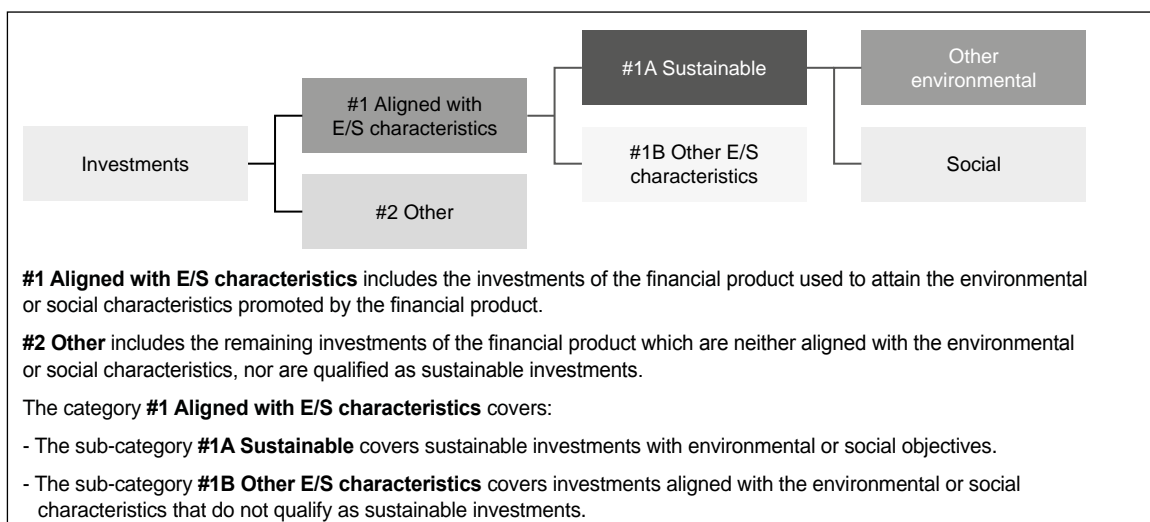 #1A Sustainable
Other
environmental
#1 Aligned with
E/S characteristics
Investments
#1B Other E/S
characteristics
Social
#2 Other
#1 Aligned with E/S characteristics includes the investments of the financial product used to attain the environmental
or social characteristics promoted by the financial product.
#2 Other includes the remaining investments of the financial product which are neither aligned with the environmental
or social characteristics, nor are qualified as sustainable investments.
The category #1 Aligned with E/S characteristics covers:
- The sub-category #1A Sustainable covers sustainable investments with environmental or social objectives.
- The sub-category #1B Other E/S characteristics covers investments aligned with the environmental or social
characteristics that do not qualify as sustainable investments.